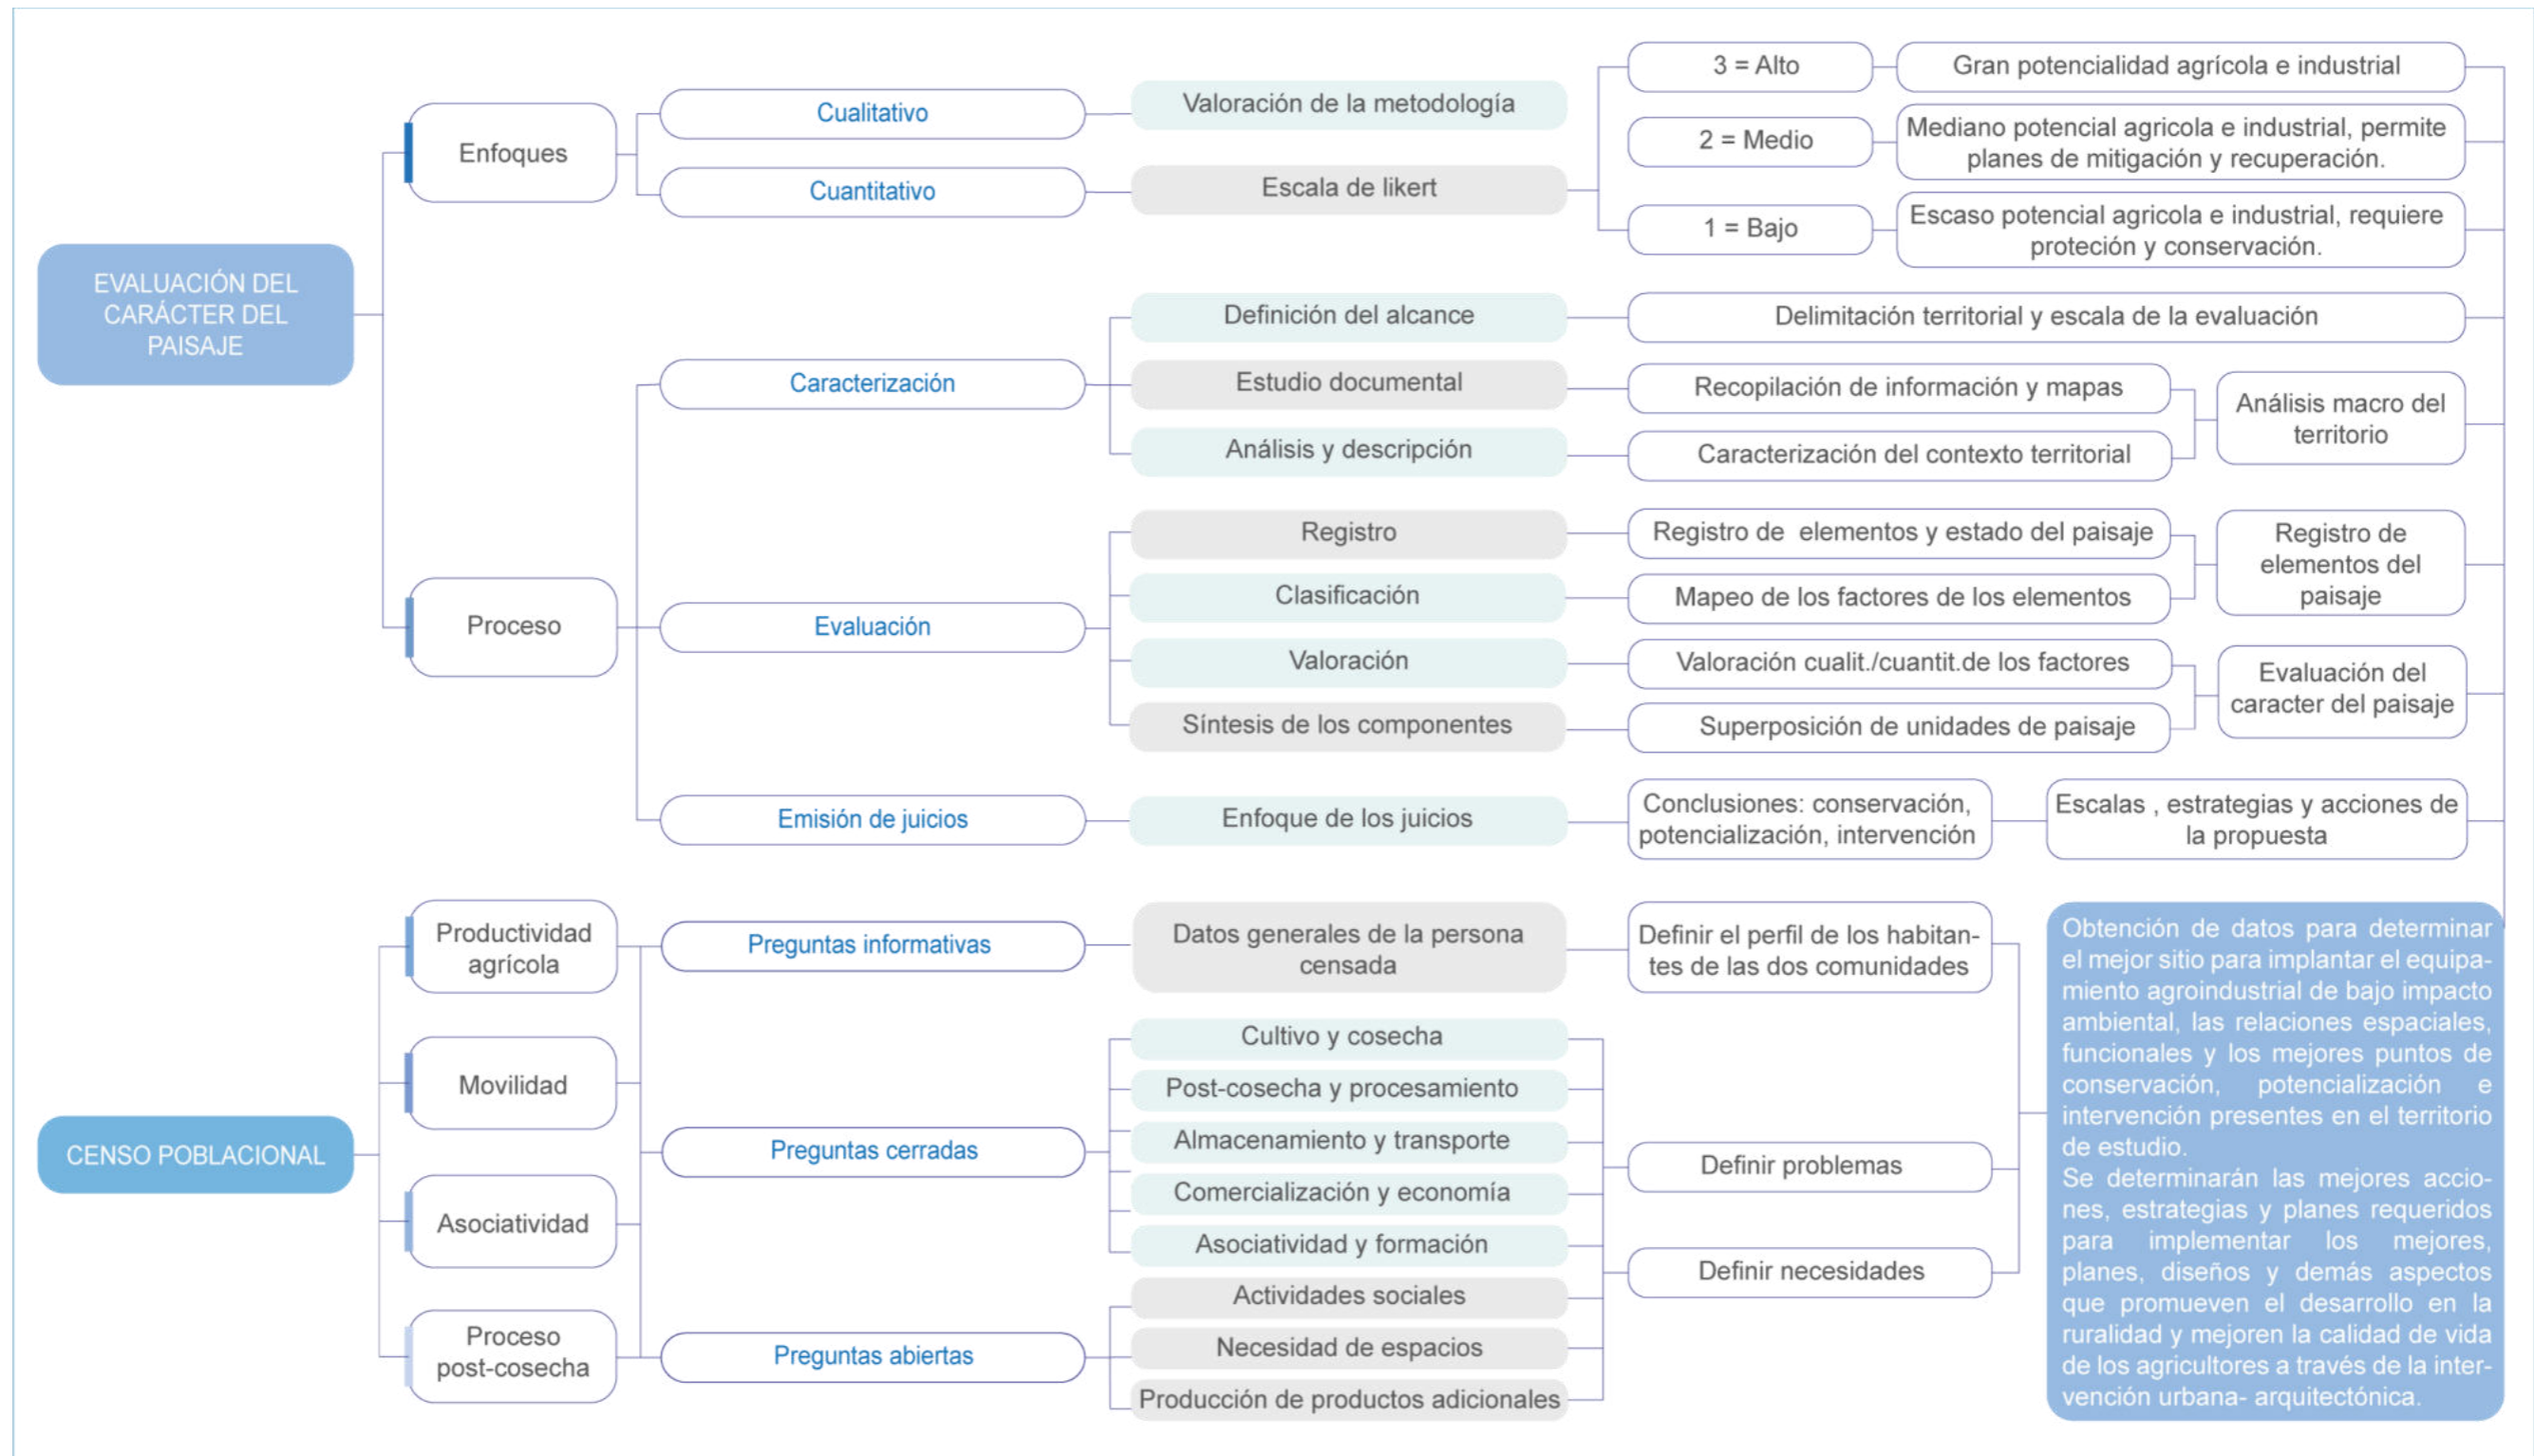 EVALUACIÓN DEL
CARÁCTER DEL
PAISAJE
Enfoques
Cualitativo
Valoración de la metodología
Cuantitativo
Escala de likert
3 = Alto
Gran potencialidad agrícola e industrial
2 = Medio
Mediano potencial agricola e industrial, permite
planes de mitigación y recuperación.
1 = Bajo
Escaso potencial agricola e industrial, requiere
proteción y conservación.
Proceso
Caracterización
Definición del alcance
Delimitación territorial y escala de la evaluación
Estudio documental
Recopilación de información y mapas
Análisis y descripción
Caracterización del contexto territorial
Análisis macro del
territorio
Evaluación
Registro
Registro de elementos y estado del paisaje
Clasificación
Mapeo de los factores de los elementos
Registro de
elementos del
paisaje
Valoración
Valoración cualit./cuantit.de los factores
Síntesis de los componentes
Superposición de unidades de paisaje
Evaluación del
caracter del paisaje
Emisión de juicios
Enfoque de los juicios
Conclusiones: conservación,
potencialización, intervención
Escalas , estrategias y acciones de
la propuesta
CENSO POBLACIONAL
Productividad
agrícola
Movilidad
Asociatividad
Proceso
post-cosecha
Preguntas informativas
Datos generales de la persona
censada
Definir el perfil de los habitan-
tes de las dos comunidades
Preguntas cerradas
Cultivo y cosecha
Post-cosecha y procesamiento
Almacenamiento y transporte
Comercialización y economía
Asociatividad y formación
Preguntas abiertas
Actividades sociales
Necesidad de espacios
Producción de productos adicionales
Definir problemas
Definir necesidades
Obtención de datos para determinar
el mejor sitio para implantar el equipa-
miento agroindustrial de bajo impacto
ambiental, las relaciones espaciales,
funcionales y los mejores puntos de
conservación, potencialización e
intervención presentes en el territorio
de estudio.
Se determinarán las mejores accio-
nes, estrategias y planes requeridos
para implementar los mejores,
planes, diseños y demás aspectos
que promueven el desarrollo en la
ruralidad y mejoren la calidad de vida
de los agricultores a través de la inter-
vención urbana- arquitectónica.